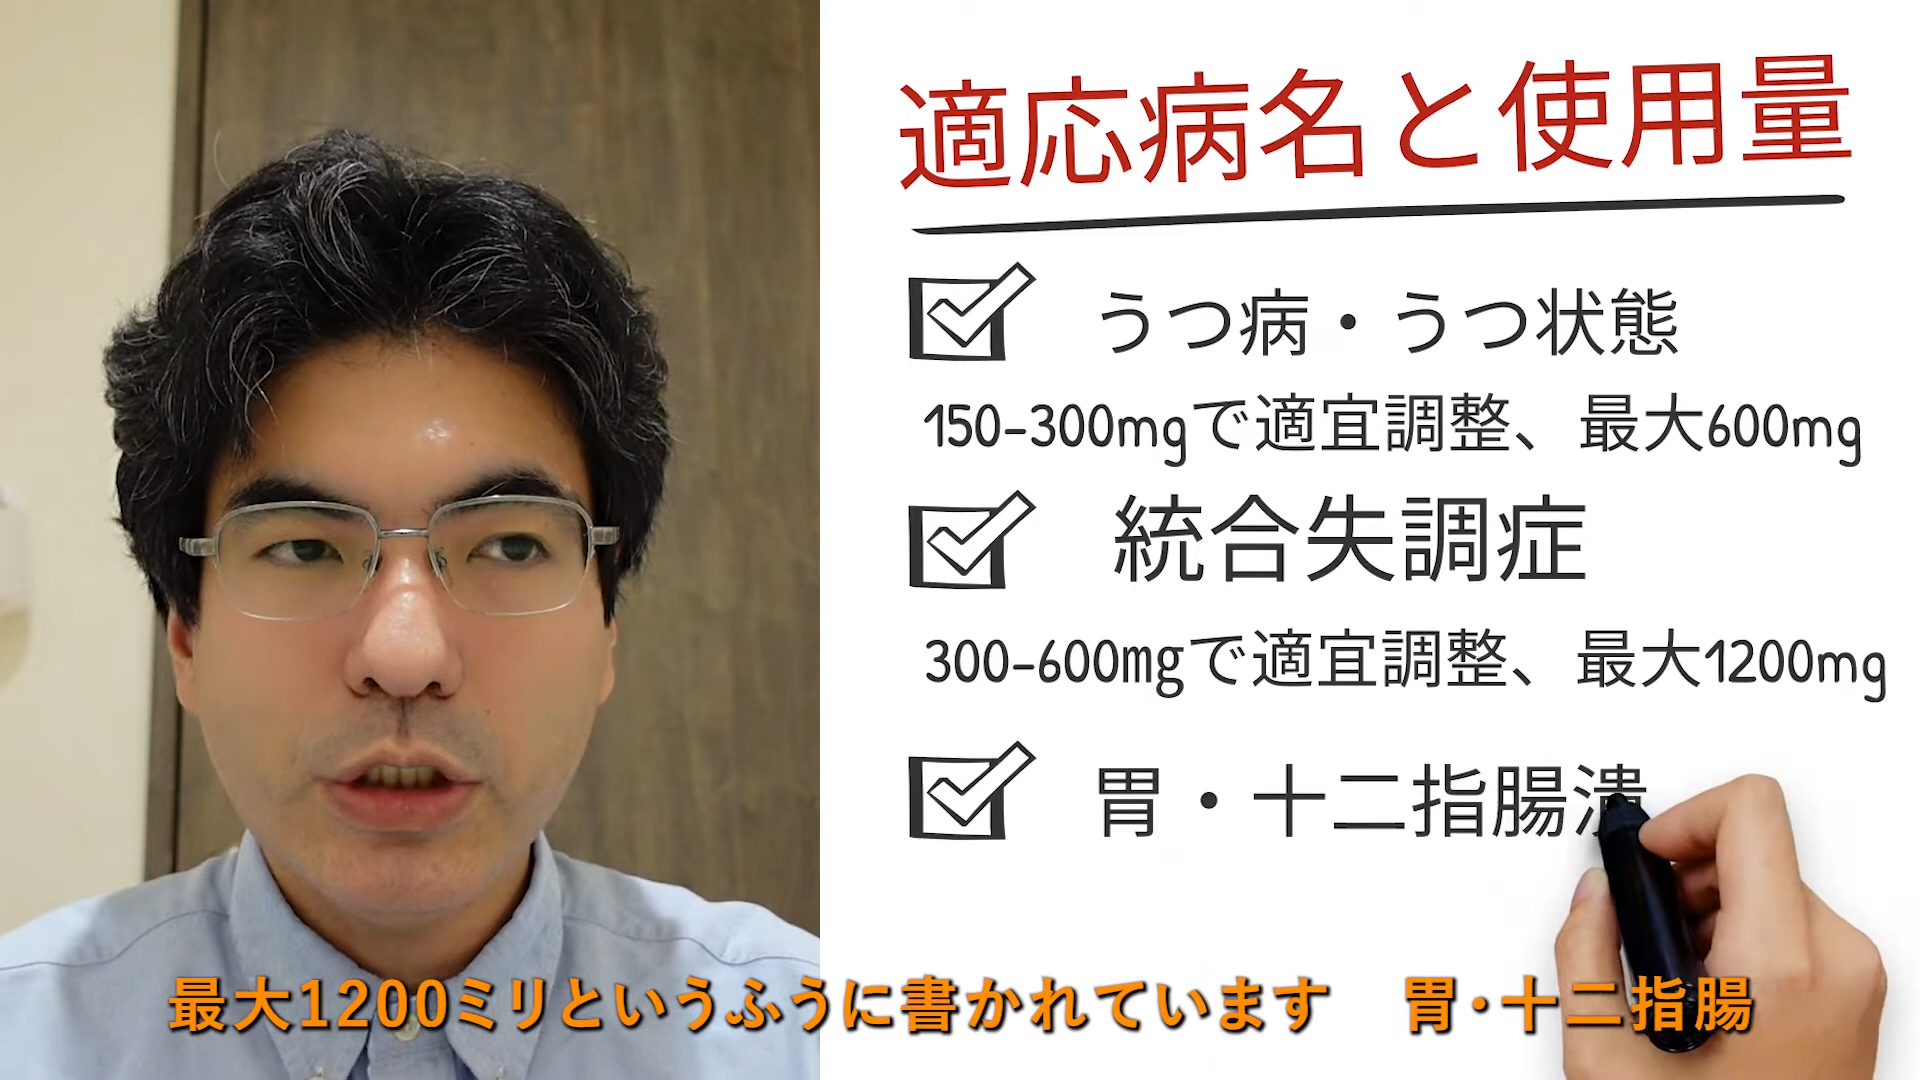 適応病名と使用量
うつ病・うつ状態
150-300mgで適宜調整、最大600mg
統合失調症
300-600mgで適宜調整、最大1200mg
胃・十二指腸潰
最大1200ミリというふうに書かれています　胃・十二指腸